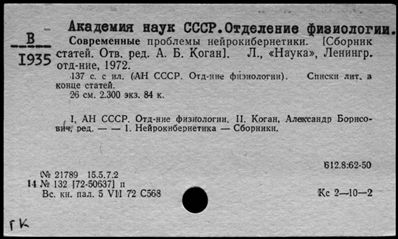 Академия наук СССР. Отделение физиологии.
В
I935
Современные проблемы нейрокибернетики. [Сборник
статей. Отв. ред. А. Б. Коган]. Л., «Наука», Ленингр.
отд-ние, 1972.
137 с. с ил. (АН СССР. Отд-ние физиологии). Списки лит. в
конце статей.
26 см. 2.300 экз. 84 к.
I. АН СССР. Отд-ние физиологии. II. Коган, Александр Борисо-
вич, ред. — — 1. Нейрокибернетика — Сборники.
612.8:62-50
№ 21789 15.5.72
14 № 132 [72-50637] п
Вс. кн. пал. 5 VII 72 С568
Кс 2—10—2
ГК